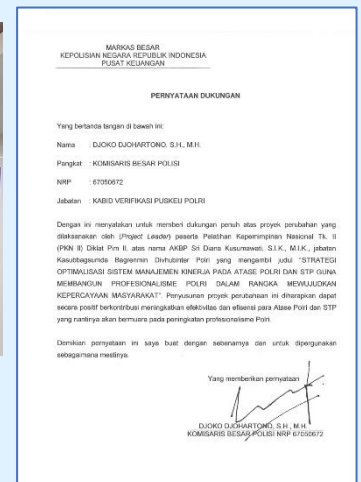 MARKAS BESAR
KEPOLISIAN NEGARA REPUBLIK INDONESIA
PUSAT KEUANGAN
PERNYATAAN DUKUNGAN
Yang bertanda tangan di bawah ini:
Nama : DJOKO DJOHARTONO, S.H., M.H.
Pangkat : KOMISARIS BESAR POLISI
NRP : 67050672
Jabatan : KABID VERIFIKASI PUSKEU POLRI
Dengan ini menyatakan untuk memberi dukungan penuh atas proyek perubahan yang
dilaksanakan oleh (Project Leader) peserta Pelatihan Kepemimpinan Nasional Tk. II
(PKN II) Diklat Pim II. atas nama AKBP Sri Diana Kusumawati, S.I.K., M.I.K., jabatan
Kasubbagsumda Bagrenmin Divhubinter Polri yang mengambil judul "STRATEGI
OPTIMALISASI SISTEM MANAJEMEN KINERJA PADA ATASE POLRI DAN STP GUNA
MEMBANGUN PROFESIONALISME POLRI DALAM RANGKA MEWUJUDKAN
KEPERCAYAAN MASYARAKAT". Penyusunan proyek perubahan ini diharapkan dapat
secara positif berkontribusi meningkatkan efektivitas dan efisensi para Atase Polri dan STP
yang nantinya akan bermuara pada peningkatan profesionalisme Polri.
Demikian pernyataan ini saya buat dengan sebenarnya dan untuk dipergunakan
sebagaimana mestinya.
Yang memberikan pernyataan
DJOKO DJOHARTONO, S.H., M.H.
KOMISARIS BESAR POLISI NRP 67050672